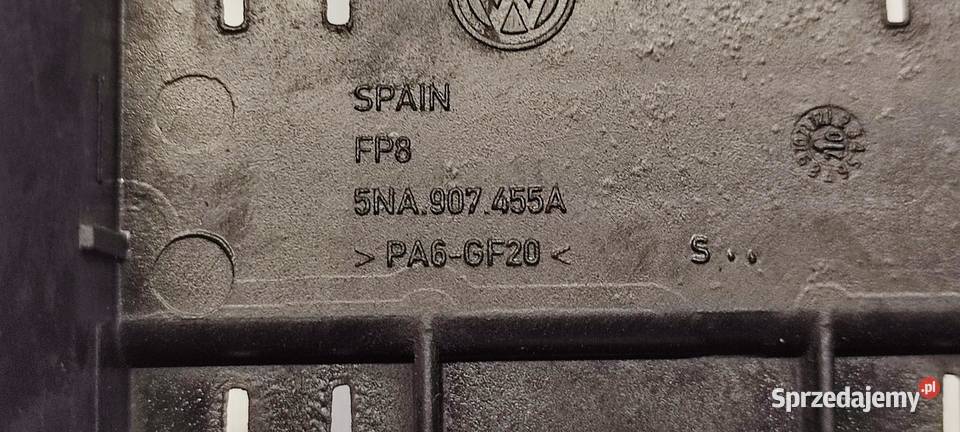 SPAIN
FP8
5NA.907.455A
> PA6-GF20 <
S..
Sprzedajemy.pl